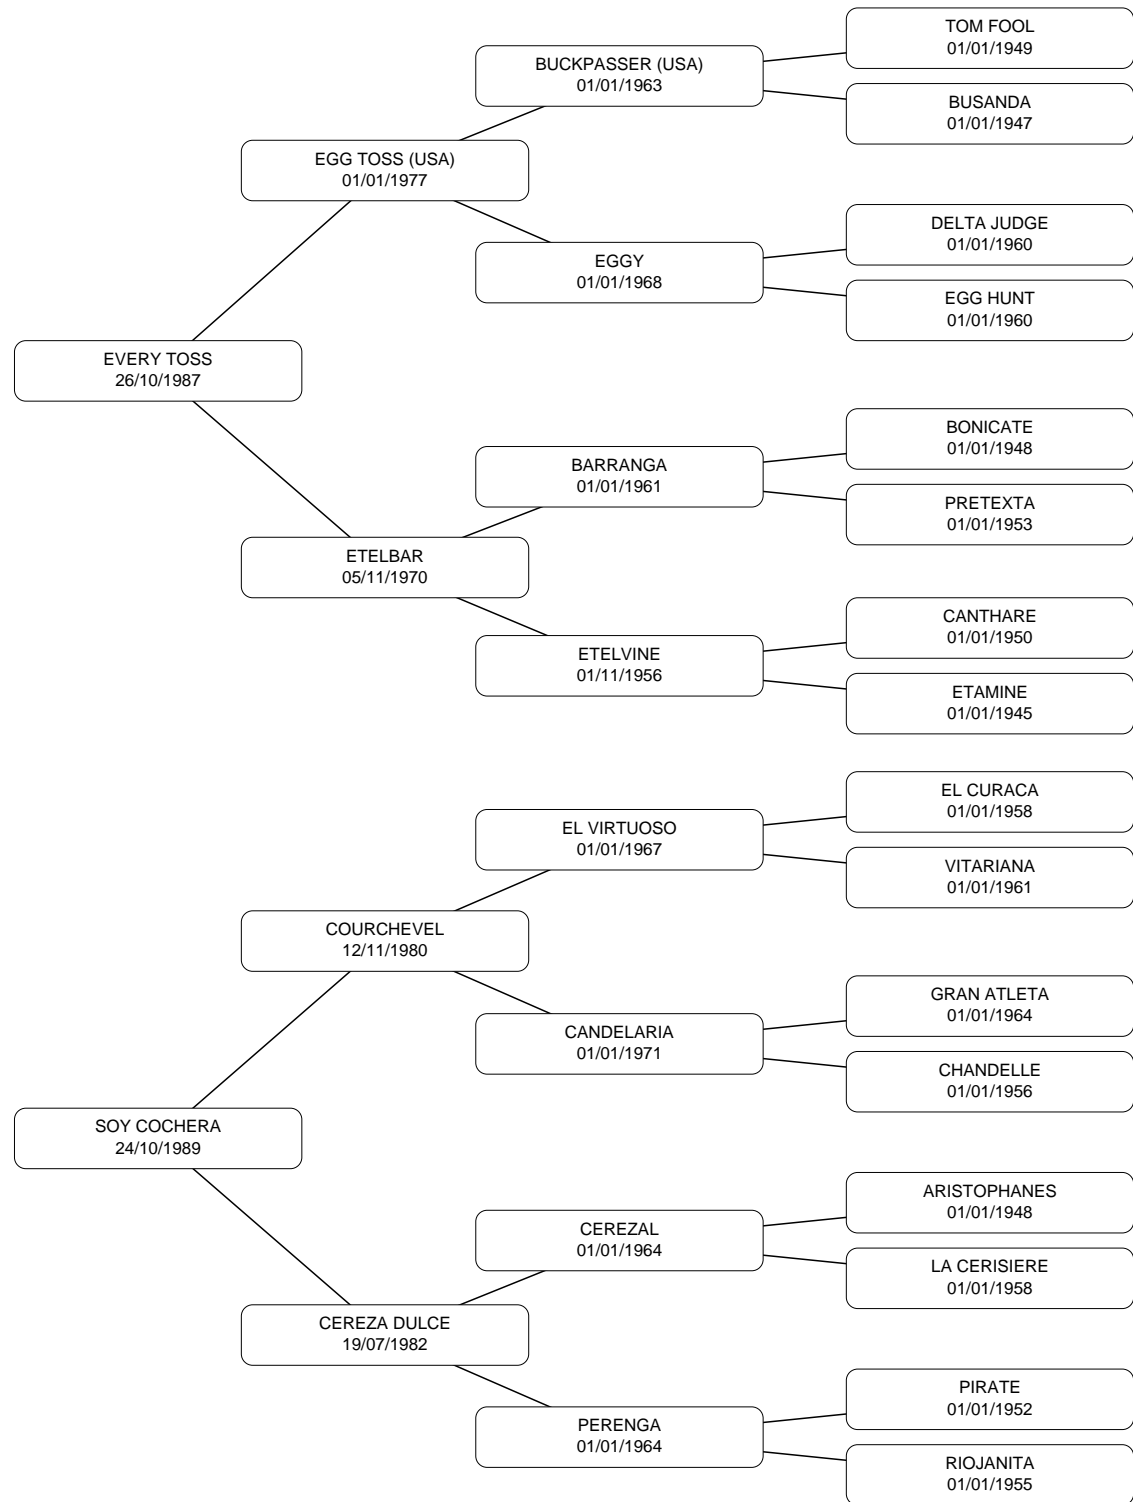 TOM FOOL
01/01/1949
BUCKPASSER (USA)
01/01/1963
BUSANDA
01/01/1947
EGG TOSS (USA)
01/01/1977
DELTA JUDGE
01/01/1960
EGGY
01/01/1968
EGG HUNT
01/01/1960
EVERY TOSS
26/10/1987
BONICATE
01/01/1948
BARRANGA
01/01/1961
PRETEXTA
01/01/1953
ETELBAR
05/11/1970
CANTHARE
01/01/1950
ETELVINE
01/11/1956
ETAMINE
01/01/1945
EL CURACA
01/01/1958
EL VIRTUOSO
01/01/1967
VITARIANA
01/01/1961
COURCHEVEL
12/11/1980
GRAN ATLETA
01/01/1964
CANDELARIA
01/01/1971
CHANDELLE
01/01/1956
SOY COCHERA
24/10/1989
ARISTOPHANES
01/01/1948
CEREZAL
01/01/1964
LA CERISIERE
01/01/1958
CEREZA DULCE
19/07/1982
PIRATE
01/01/1952
PERENGA
01/01/1964
RIOJANITA
01/01/1955